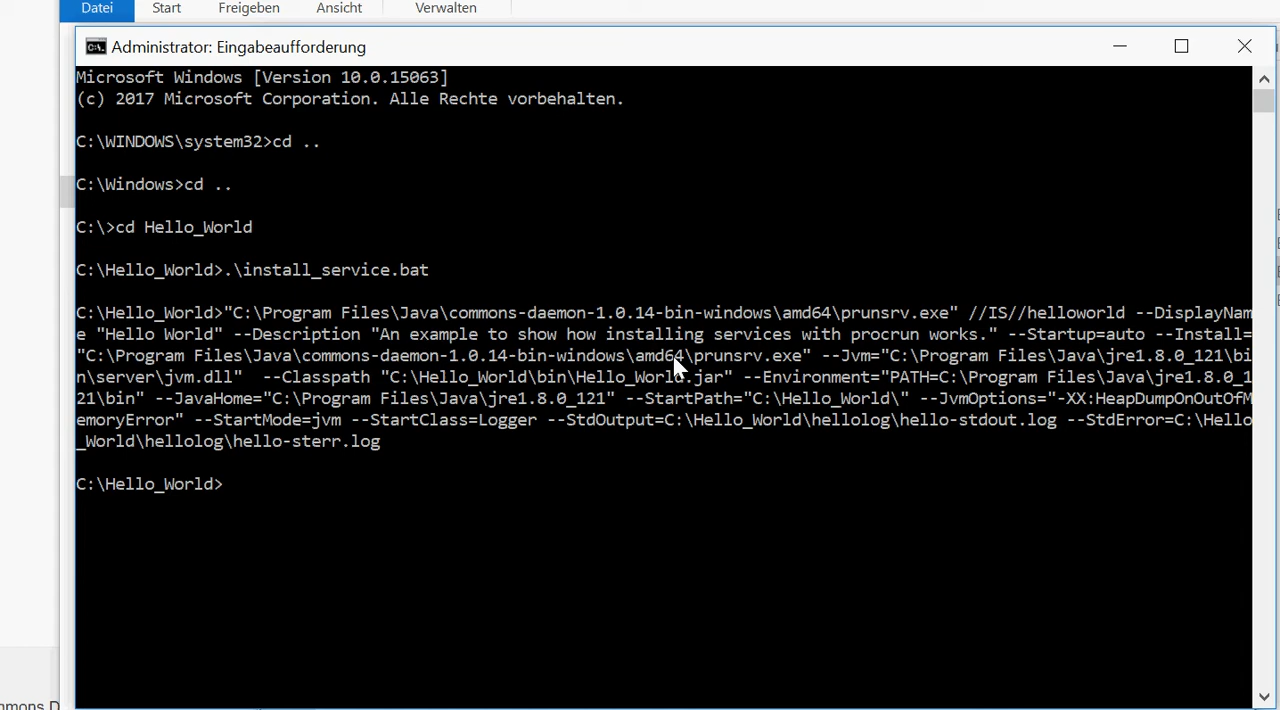 Datei Start Freigeben Ansicht Verwalten
Administrator: Eingabeaufforderung
Microsoft Windows [Version 10.0.15063]
(c) 2017 Microsoft Corporation. Alle Rechte vorbehalten.
C:\WINDOWS\system32>cd ..
C:\Windows>cd ..
C:\>cd Hello_World
C:\Hello_World>.\install_service.bat
C:\Hello_World>"C:\Program Files\Java\commons-daemon-1.0.14-bin-windows\amd64\prunsrv.exe" //IS//helloworld --DisplayNam
e "Hello World" --Description "An example to show how installing services with procrun works." --Startup=auto --Install=
"C:\Program Files\Java\commons-daemon-1.0.14-bin-windows\amd64\prunsrv.exe" --Jvm="C:\Program Files\Java\jre1.8.0_121\bi
n\server\jvm.dll"  --Classpath "C:\Hello_World\bin\Hello_World.jar" --Environment="PATH=C:\Program Files\Java\jre1.8.0_1
21\bin" --JavaHome="C:\Program Files\Java\jre1.8.0_121" --StartPath="C:\Hello_World\" --JvmOptions="-XX:HeapDumpOnOutOfM
emoryError" --StartMode=jvm --StartClass=Logger --StdOutput=C:\Hello_World\hellolog\hello-stdout.log --StdError=C:\Hello
_World\hellolog\hello-sterr.log
C:\Hello_World>